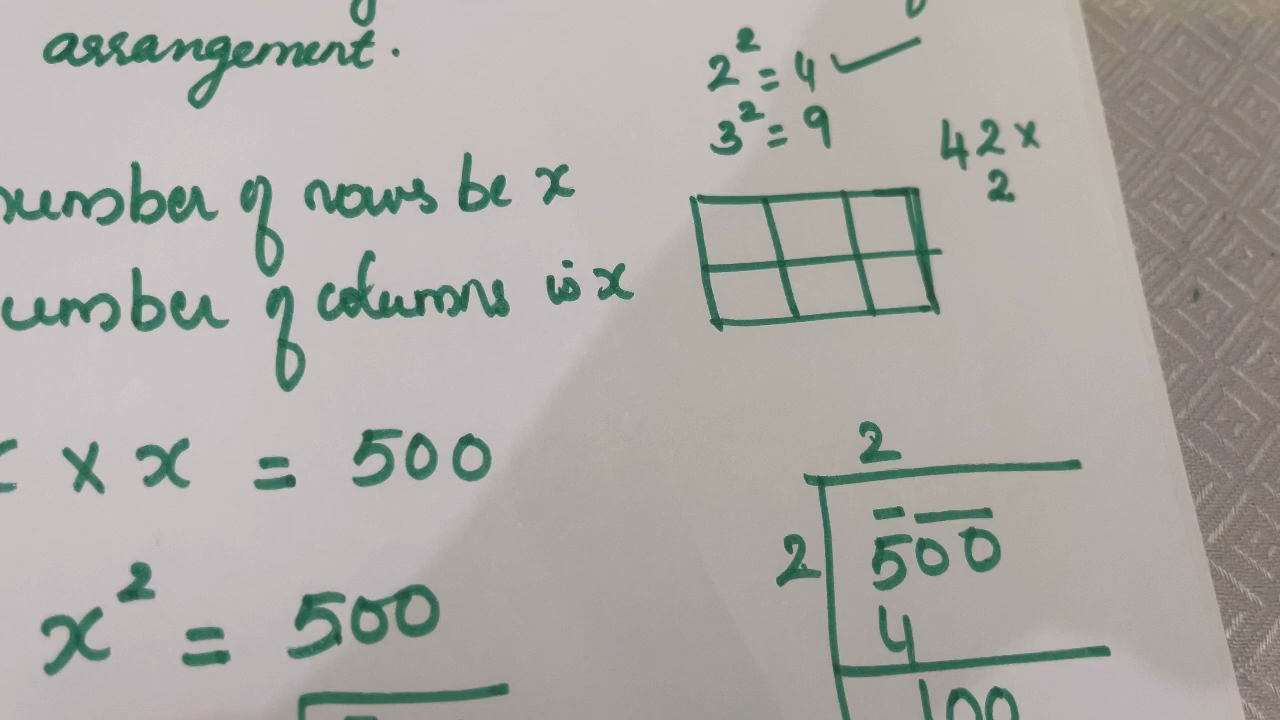 arrangement.
number of rows be x
number of columns is x
x × x = 500
x² = 500
2² = 4 ✓
3² = 9
42 ×
2
2
2 500
4
100